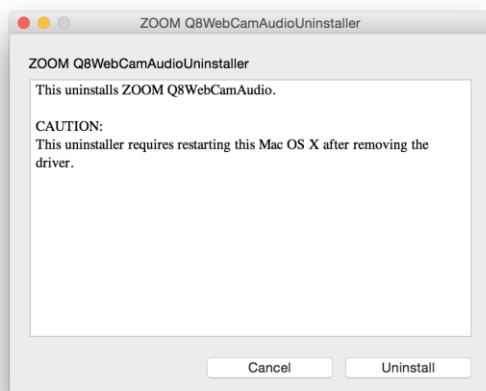 ZOOM Q8WebCamAudioUninstaller
ZOOM Q8WebCamAudioUninstaller
This uninstalls ZOOM Q8WebCamAudio.
CAUTION:
This uninstaller requires restarting this Mac OS X after removing the
driver.
Cancel Uninstall